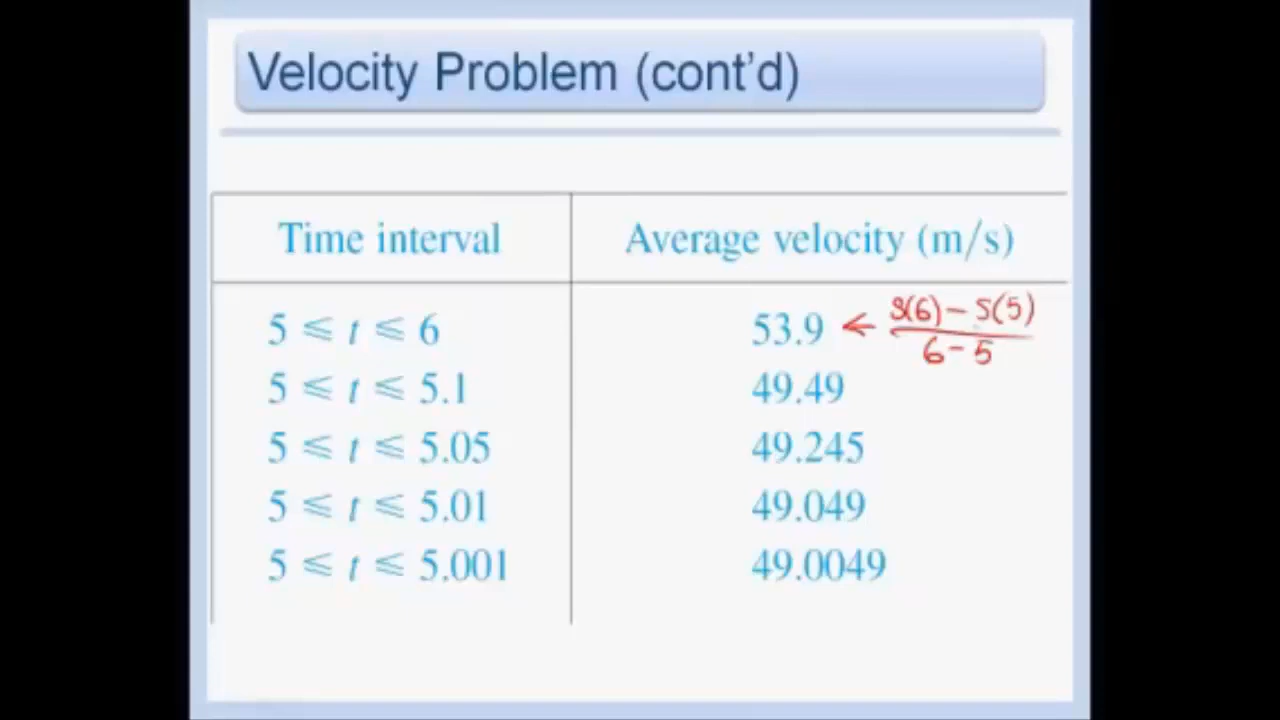 Velocity Problem (cont'd)
Time interval Average velocity (m/s)
5 ≤ t ≤ 6 53.9 ← S(6) - S(5)
6 - 5
5 ≤ t ≤ 5.1 49.49
5 ≤ t ≤ 5.05 49.245
5 ≤ t ≤ 5.01 49.049
5 ≤ t ≤ 5.001 49.0049